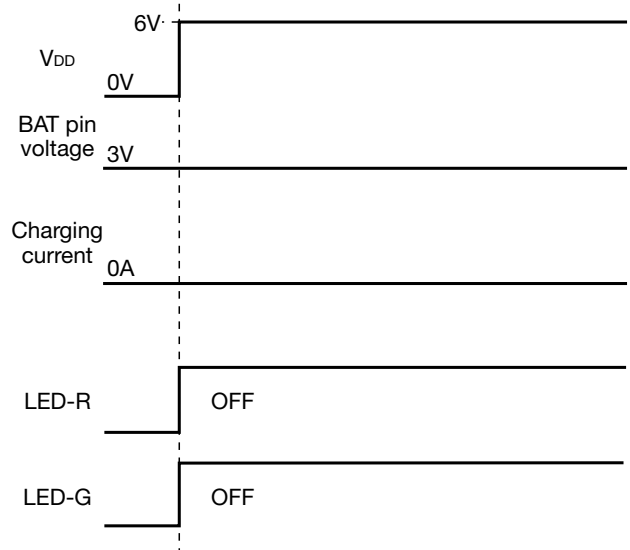 6V
VDD
0V
BAT pin
voltage
3V
Charging
current
0A
LED-R
OFF
LED-G
OFF